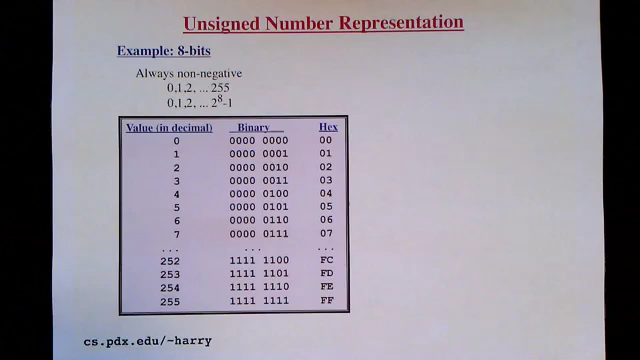 Unsigned Number Representation
Example: 8-bits
Always non-negative
0,1,2, ... 255
0,1,2, ... 2⁸-1
Value (in decimal) Binary Hex
0 0000 0000 00
1 0000 0001 01
2 0000 0010 02
3 0000 0011 03
4 0000 0100 04
5 0000 0101 05
6 0000 0110 06
7 0000 0111 07
... ... ...
252 1111 1100 FC
253 1111 1101 FD
254 1111 1110 FE
255 1111 1111 FF
cs.pdx.edu/~harry